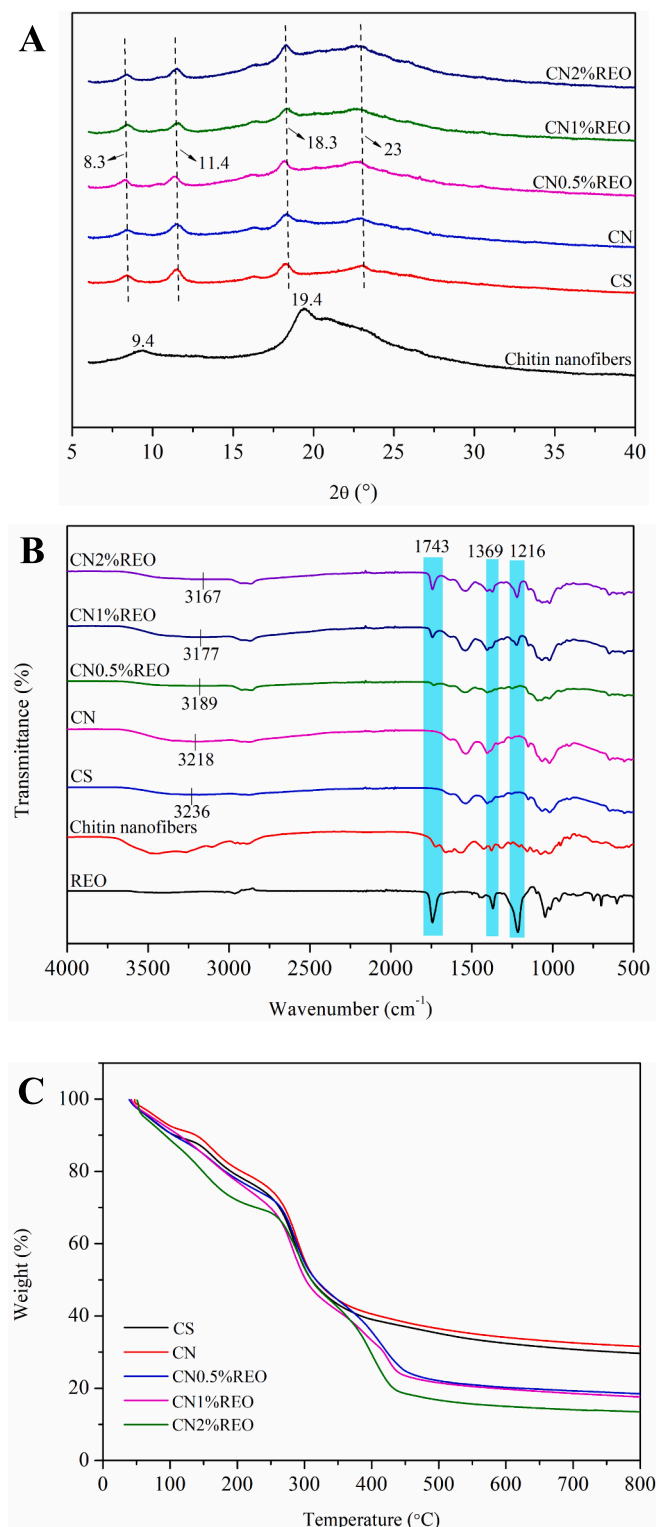 A
CN2%REO
CN1%REO
8.3
11.4
18.3
23
CN0.5%REO
CN
CS
19.4
9.4
Chitin nanofibers
5 10 15 20 25 30 35 40
2θ (°)
B
1743 1369 1216
CN2%REO
3167
CN1%REO
3177
CN0.5%REO
3189
CN
3218
CS
3236
Chitin nanofibers
REO
Transmittance (%)
4000 3500 3000 2500 2000 1500 1000 500
Wavenumber (cm⁻¹)
C
100
80
60
40
20
0
Weight (%)
CS
CN
CN0.5%REO
CN1%REO
CN2%REO
0 100 200 300 400 500 600 700 800
Temperature (°C)